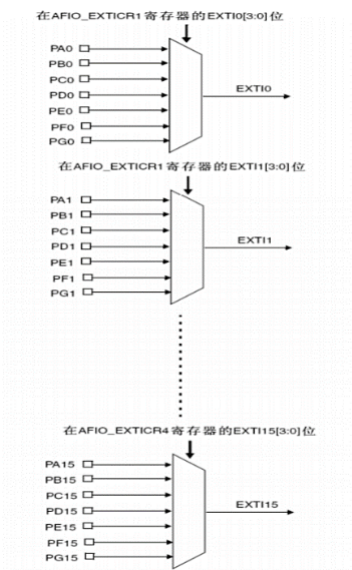 在AFIO_EXTICR1寄存器的EXTI0[3:0]位
PA0
PB0
PC0
PD0
PE0
PF0
PG0
EXTI0
在AFIO_EXTICR1寄存器的EXTI1[3:0]位
PA1
PB1
PC1
PD1
PE1
PF1
PG1
EXTI1
在AFIO_EXTICR4寄存器的EXTI15[3:0]位
PA15
PB15
PC15
PD15
PE15
PF15
PG15
EXTI15